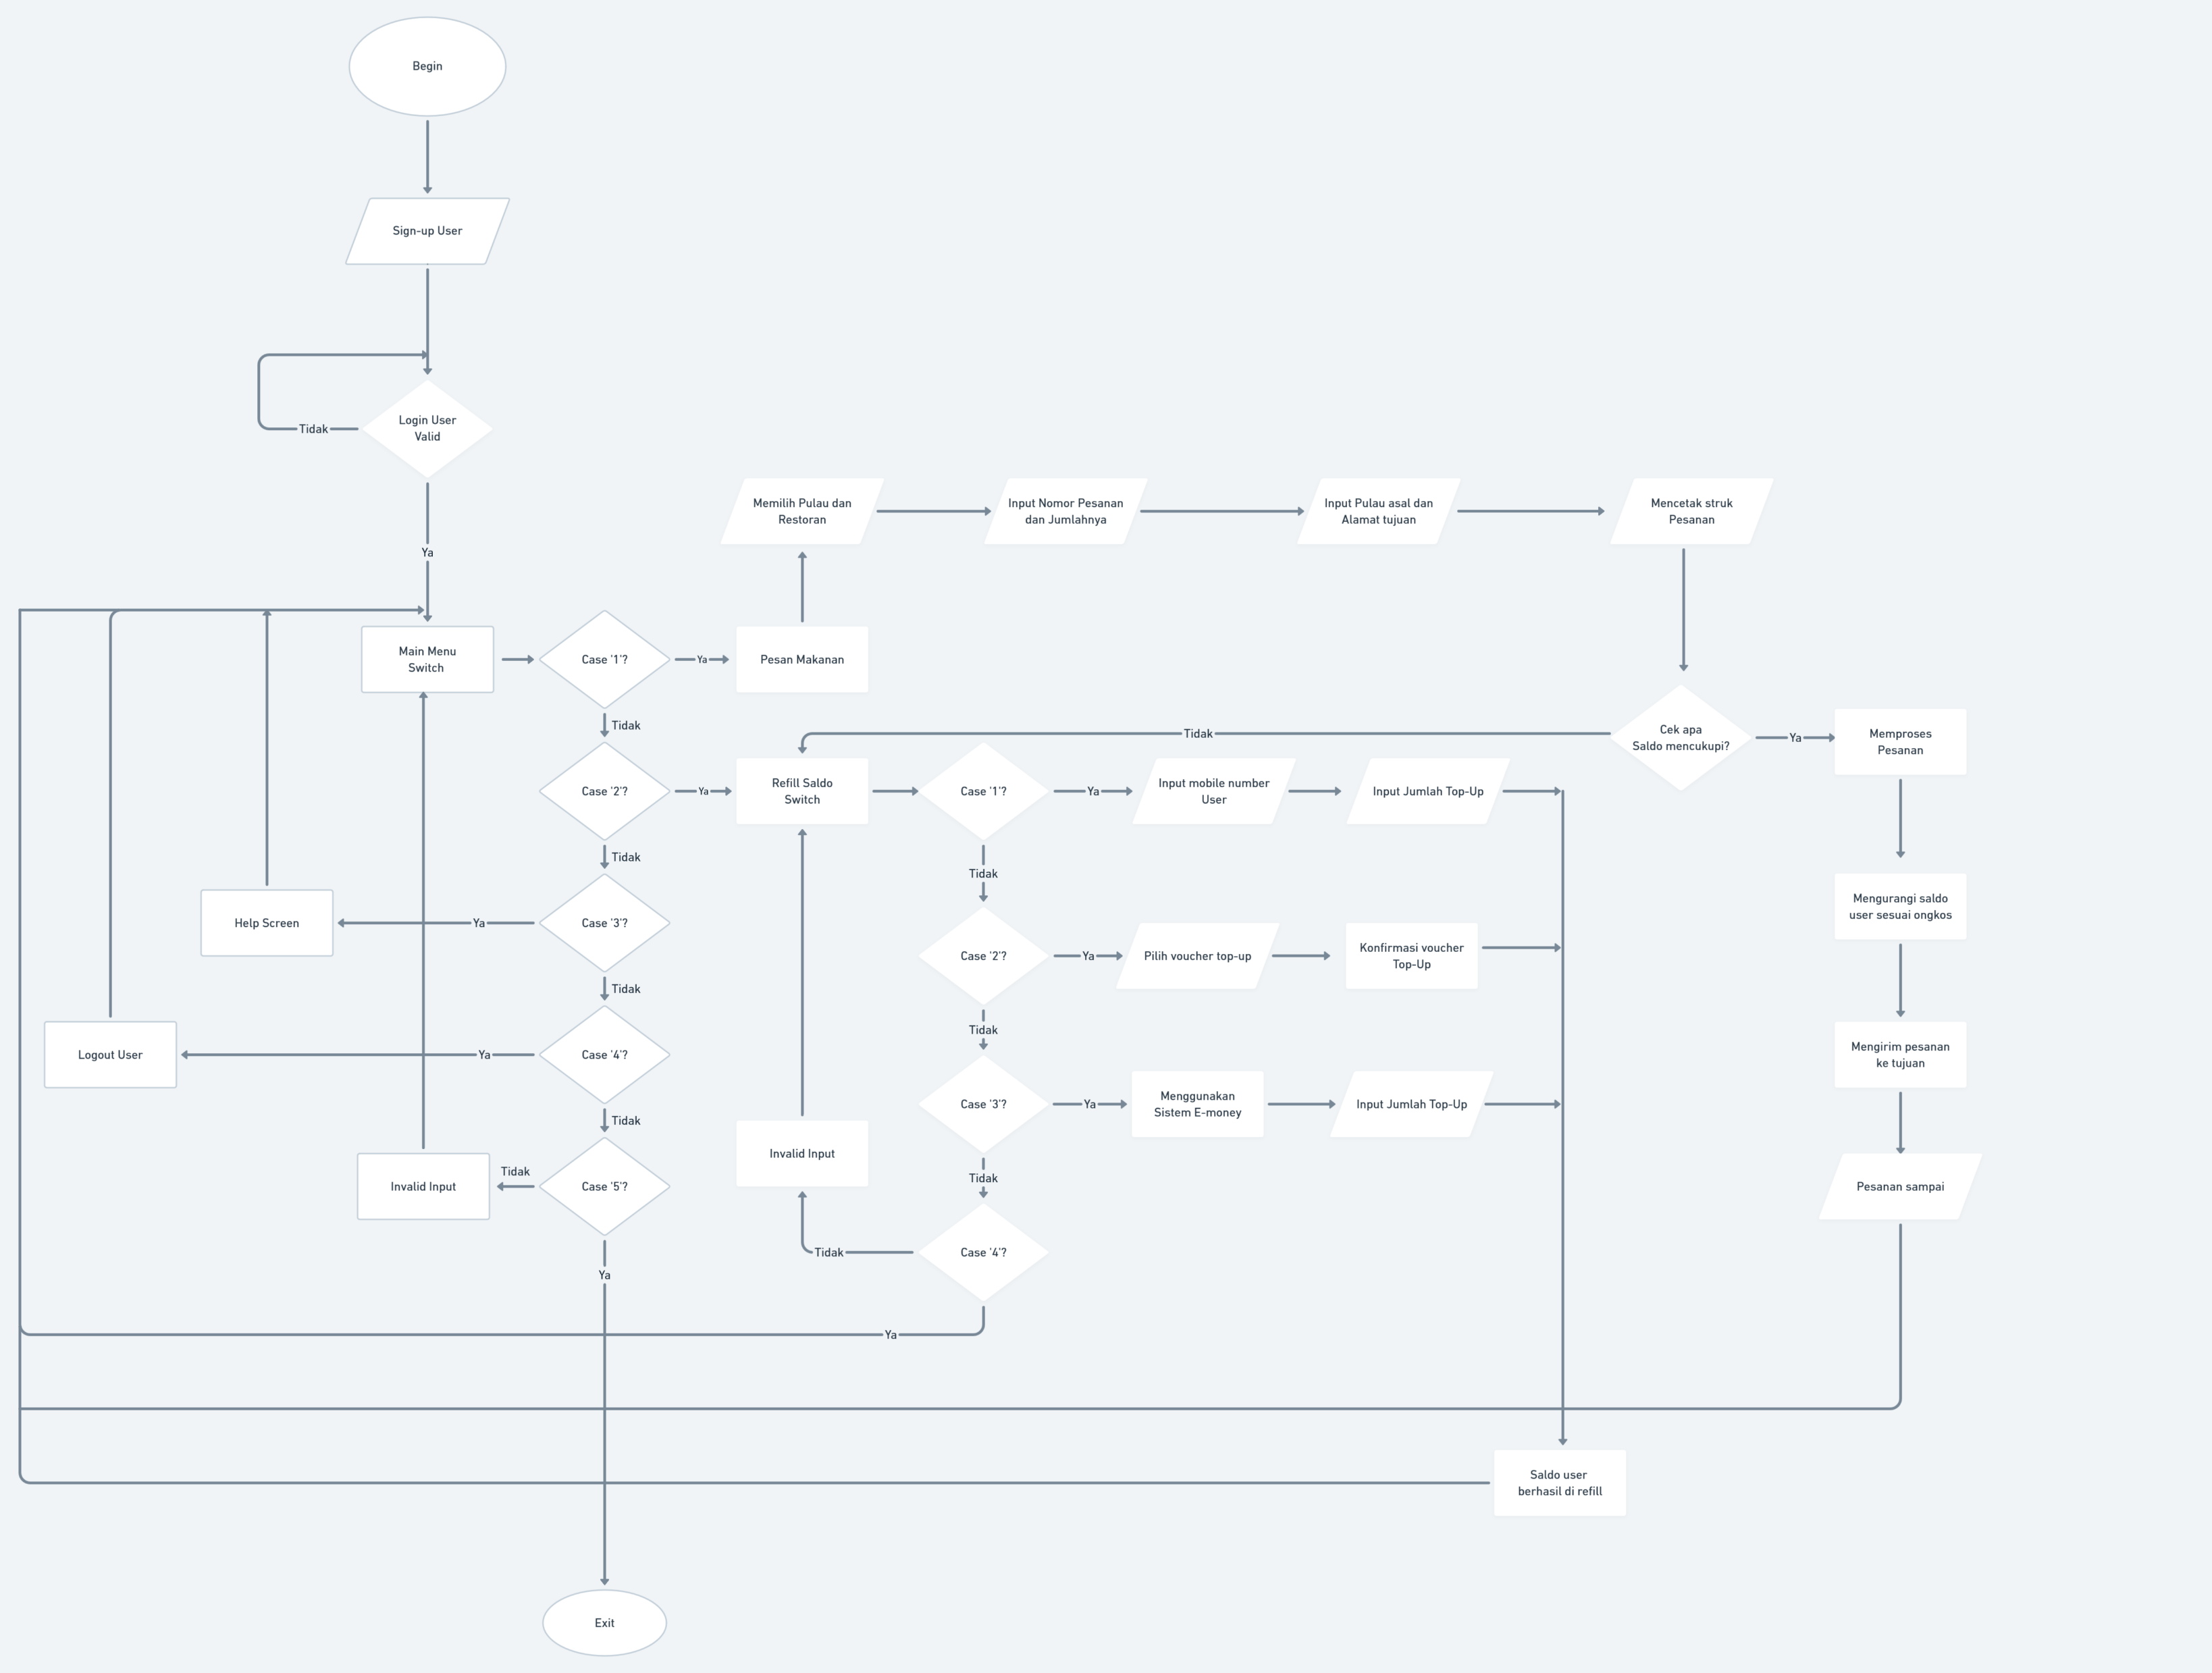 Begin
Sign-up User
Login User
Valid
Tidak
Ya
Memilih Pulau dan
Restoran
Input Nomor Pesanan
dan Jumlahnya
Input Pulau asal dan
Alamat tujuan
Mencetak struk
Pesanan
Main Menu
Switch
Case '1'?
Ya
Pesan Makanan
Tidak
Tidak
Cek apa
Saldo mencukupi?
Ya
Memproses
Pesanan
Case '2'?
Ya
Refill Saldo
Switch
Case '1'?
Ya
Input mobile number
User
Input Jumlah Top-Up
Tidak
Tidak
Mengurangi saldo
user sesuai ongkos
Help Screen
Ya
Case '3'?
Case '2'?
Ya
Pilih voucher top-up
Konfirmasi voucher
Top-Up
Tidak
Tidak
Logout User
Ya
Case '4'?
Mengirim pesanan
ke tujuan
Case '3'?
Ya
Menggunakan
Sistem E-money
Input Jumlah Top-Up
Tidak
Invalid Input
Tidak
Tidak
Invalid Input
Case '5'?
Pesanan sampai
Tidak
Case '4'?
Ya
Ya
Saldo user
berhasil di refill
Exit